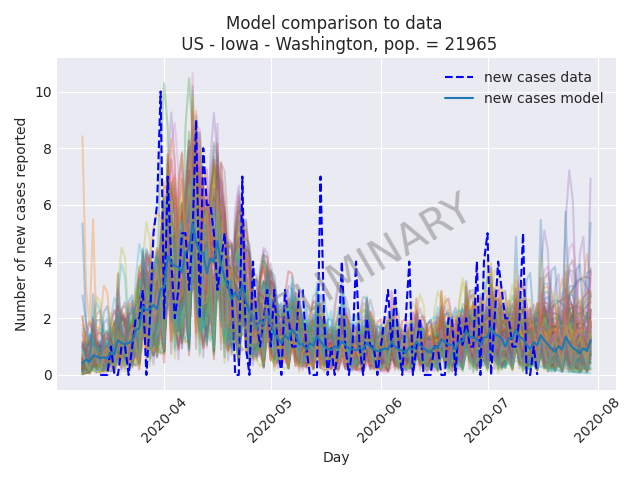 Model comparison to data
US - Iowa - Washington, pop. = 21965
new cases data
new cases model
Number of new cases reported
10
8
6
4
2
0
IMINARY
2020-04
2020-05
2020-06
2020-07
2020-08
Day